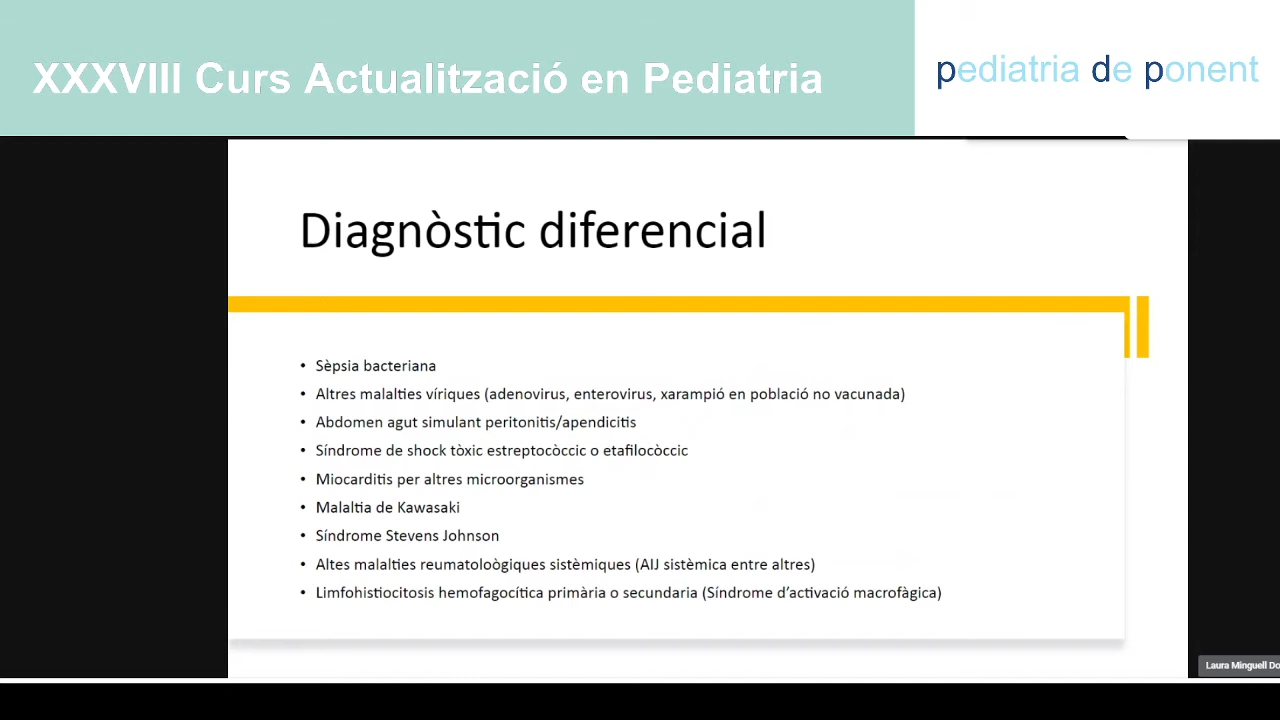 XXXVIII Curs Actualització en Pediatria
pediatria de ponent
Diagnòstic diferencial
• Sèpsia bacteriana
• Altres malalties víriques (adenovirus, enterovirus, xarampió en població no vacunada)
• Abdomen agut simulant peritonitis/apendicitis
• Síndrome de shock tòxic estreptocòccic o etafilocòccic
• Miocarditis per altres microorganismes
• Malaltia de Kawasaki
• Síndrome Stevens Johnson
• Altes malalties reumatoloògiques sistèmiques (AIJ sistèmica entre altres)
• Limfohistiocitosis hemofagocítica primària o secundaria (Síndrome d'activació macrofàgica)
Laura Minguell Do